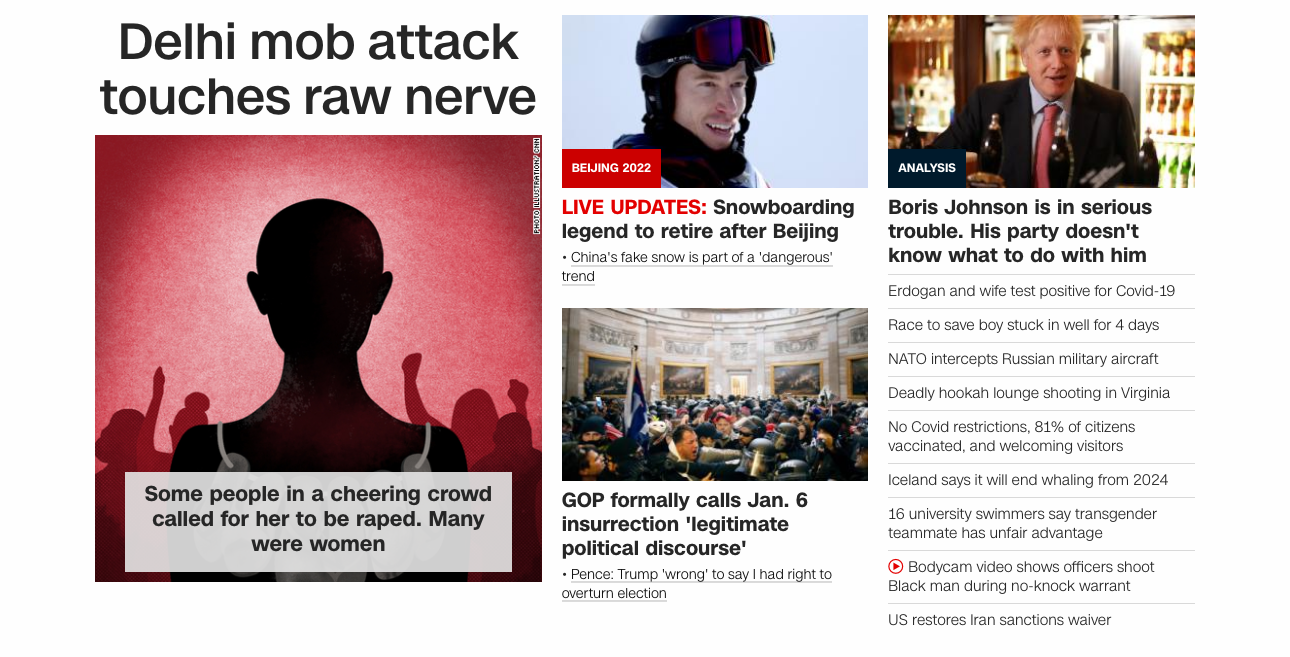 Delhi mob attack
touches raw nerve
PHOTO ILLUSTRATION/CNN
Some people in a cheering crowd
called for her to be raped. Many
were women
BEIJING 2022
LIVE UPDATES: Snowboarding
legend to retire after Beijing
• China's fake snow is part of a 'dangerous'
trend
GOP formally calls Jan. 6
insurrection 'legitimate
political discourse'
• Pence: Trump 'wrong' to say I had right to
overturn election
ANALYSIS
Boris Johnson is in serious
trouble. His party doesn't
know what to do with him
Erdogan and wife test positive for Covid-19
Race to save boy stuck in well for 4 days
NATO intercepts Russian military aircraft
Deadly hookah lounge shooting in Virginia
No Covid restrictions, 81% of citizens
vaccinated, and welcoming visitors
Iceland says it will end whaling from 2024
16 university swimmers say transgender
teammate has unfair advantage
Bodycam video shows officers shoot
Black man during no-knock warrant
US restores Iran sanctions waiver